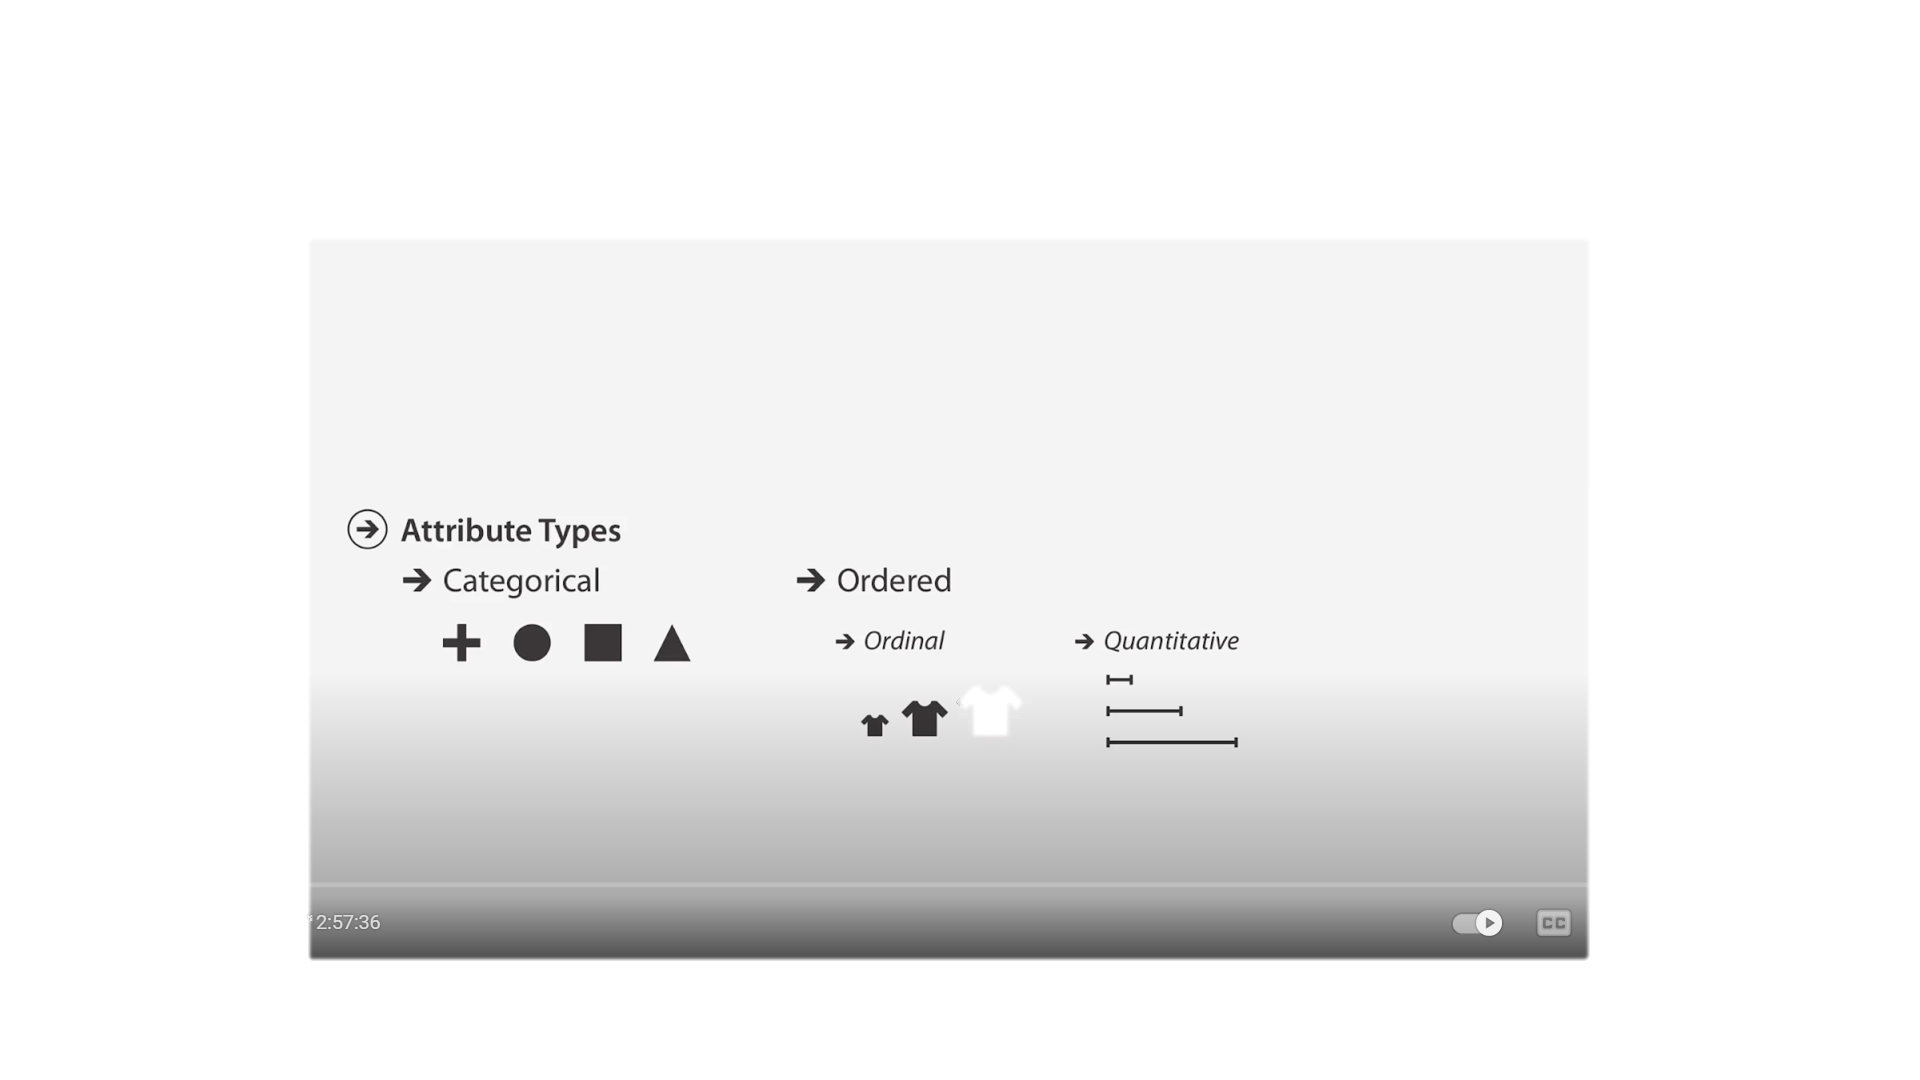 Attribute Types
Categorical
Ordered
Ordinal
Quantitative
2:57:36
CC